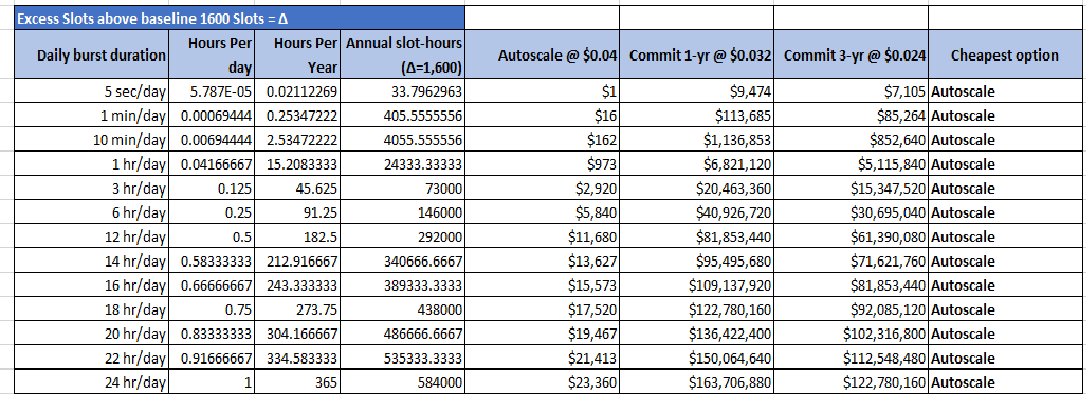 Excess Slots above baseline 1600 Slots = Δ
Daily burst duration Hours Per day Hours Per Year Annual slot-hours (Δ=1,600) Autoscale @ $0.04 Commit 1-yr @ $0.032 Commit 3-yr @ $0.024 Cheapest option
5 sec/day 5.787E-05 0.02112269 33.7962963 $1 $9,474 $7,105 Autoscale
1 min/day 0.00069444 0.25347222 405.5555556 $16 $113,685 $85,264 Autoscale
10 min/day 0.00694444 2.53472222 4055.555556 $162 $1,136,853 $852,640 Autoscale
1 hr/day 0.04166667 15.2083333 24333.33333 $973 $6,821,120 $5,115,840 Autoscale
3 hr/day 0.125 45.625 73000 $2,920 $20,463,360 $15,347,520 Autoscale
6 hr/day 0.25 91.25 146000 $5,840 $40,926,720 $30,695,040 Autoscale
12 hr/day 0.5 182.5 292000 $11,680 $81,853,440 $61,390,080 Autoscale
14 hr/day 0.58333333 212.916667 340666.6667 $13,627 $95,495,680 $71,621,760 Autoscale
16 hr/day 0.66666667 243.333333 389333.3333 $15,573 $109,137,920 $81,853,440 Autoscale
18 hr/day 0.75 273.75 438000 $17,520 $122,780,160 $92,085,120 Autoscale
20 hr/day 0.83333333 304.166667 486666.6667 $19,467 $136,422,400 $102,316,800 Autoscale
22 hr/day 0.91666667 334.583333 535333.3333 $21,413 $150,064,640 $112,548,480 Autoscale
24 hr/day 1 365 584000 $23,360 $163,706,880 $122,780,160 Autoscale